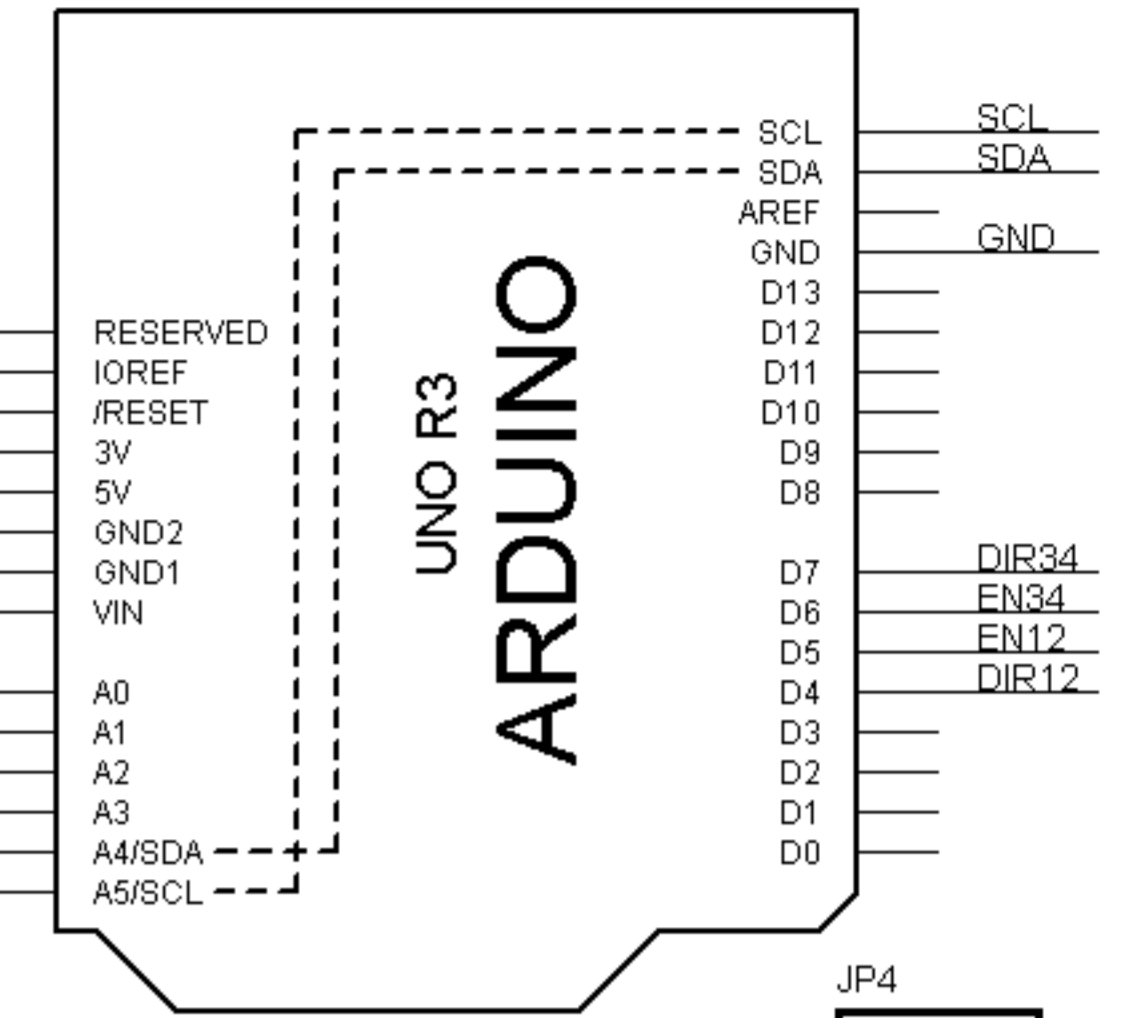 SCL
SDA
AREF
GND
D13
D12
D11
D10
D9
D8
D7
D6
D5
D4
D3
D2
D1
D0
SCL
SDA
GND
DIR34
EN34
EN12
DIR12
RESERVED
IOREF
/RESET
3V
5V
GND2
GND1
VIN
A0
A1
A2
A3
A4/SDA
A5/SCL
UNO R3
ARDUINO
JP4